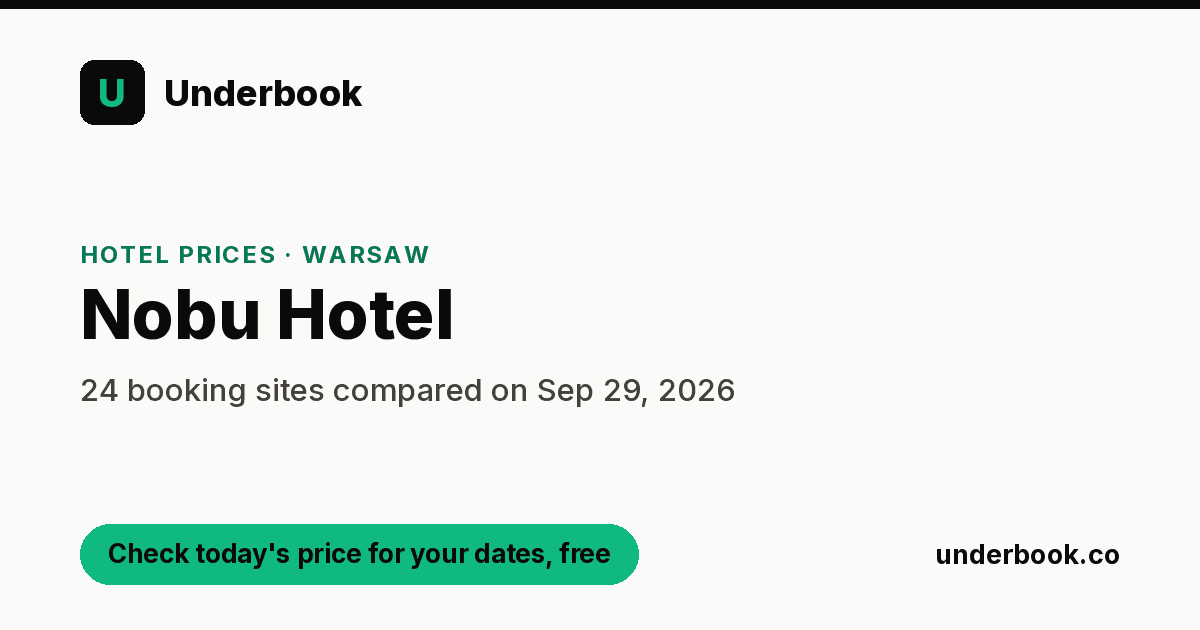 U Underbook
HOTEL PRICES · WARSAW
Nobu Hotel
24 booking sites compared on Sep 29, 2026
Check today's price for your dates, free
underbook.co